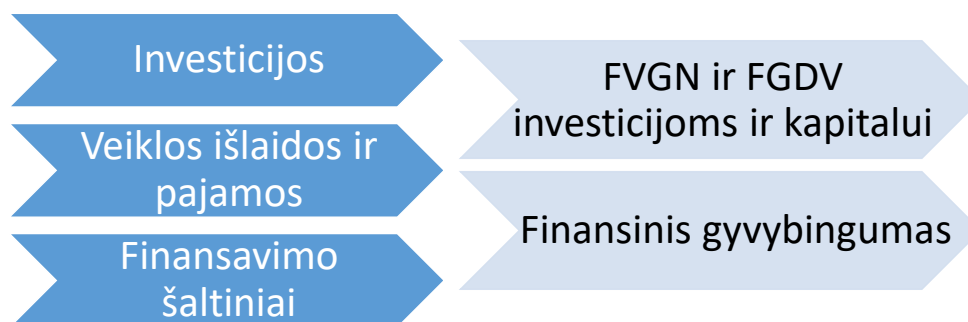 Investicijos
Veiklos išlaidos ir
pajamos
Finansavimo
šaltiniai
FVGN ir FGDV
investicijoms ir kapitalui
Finansinis gyvybingumas